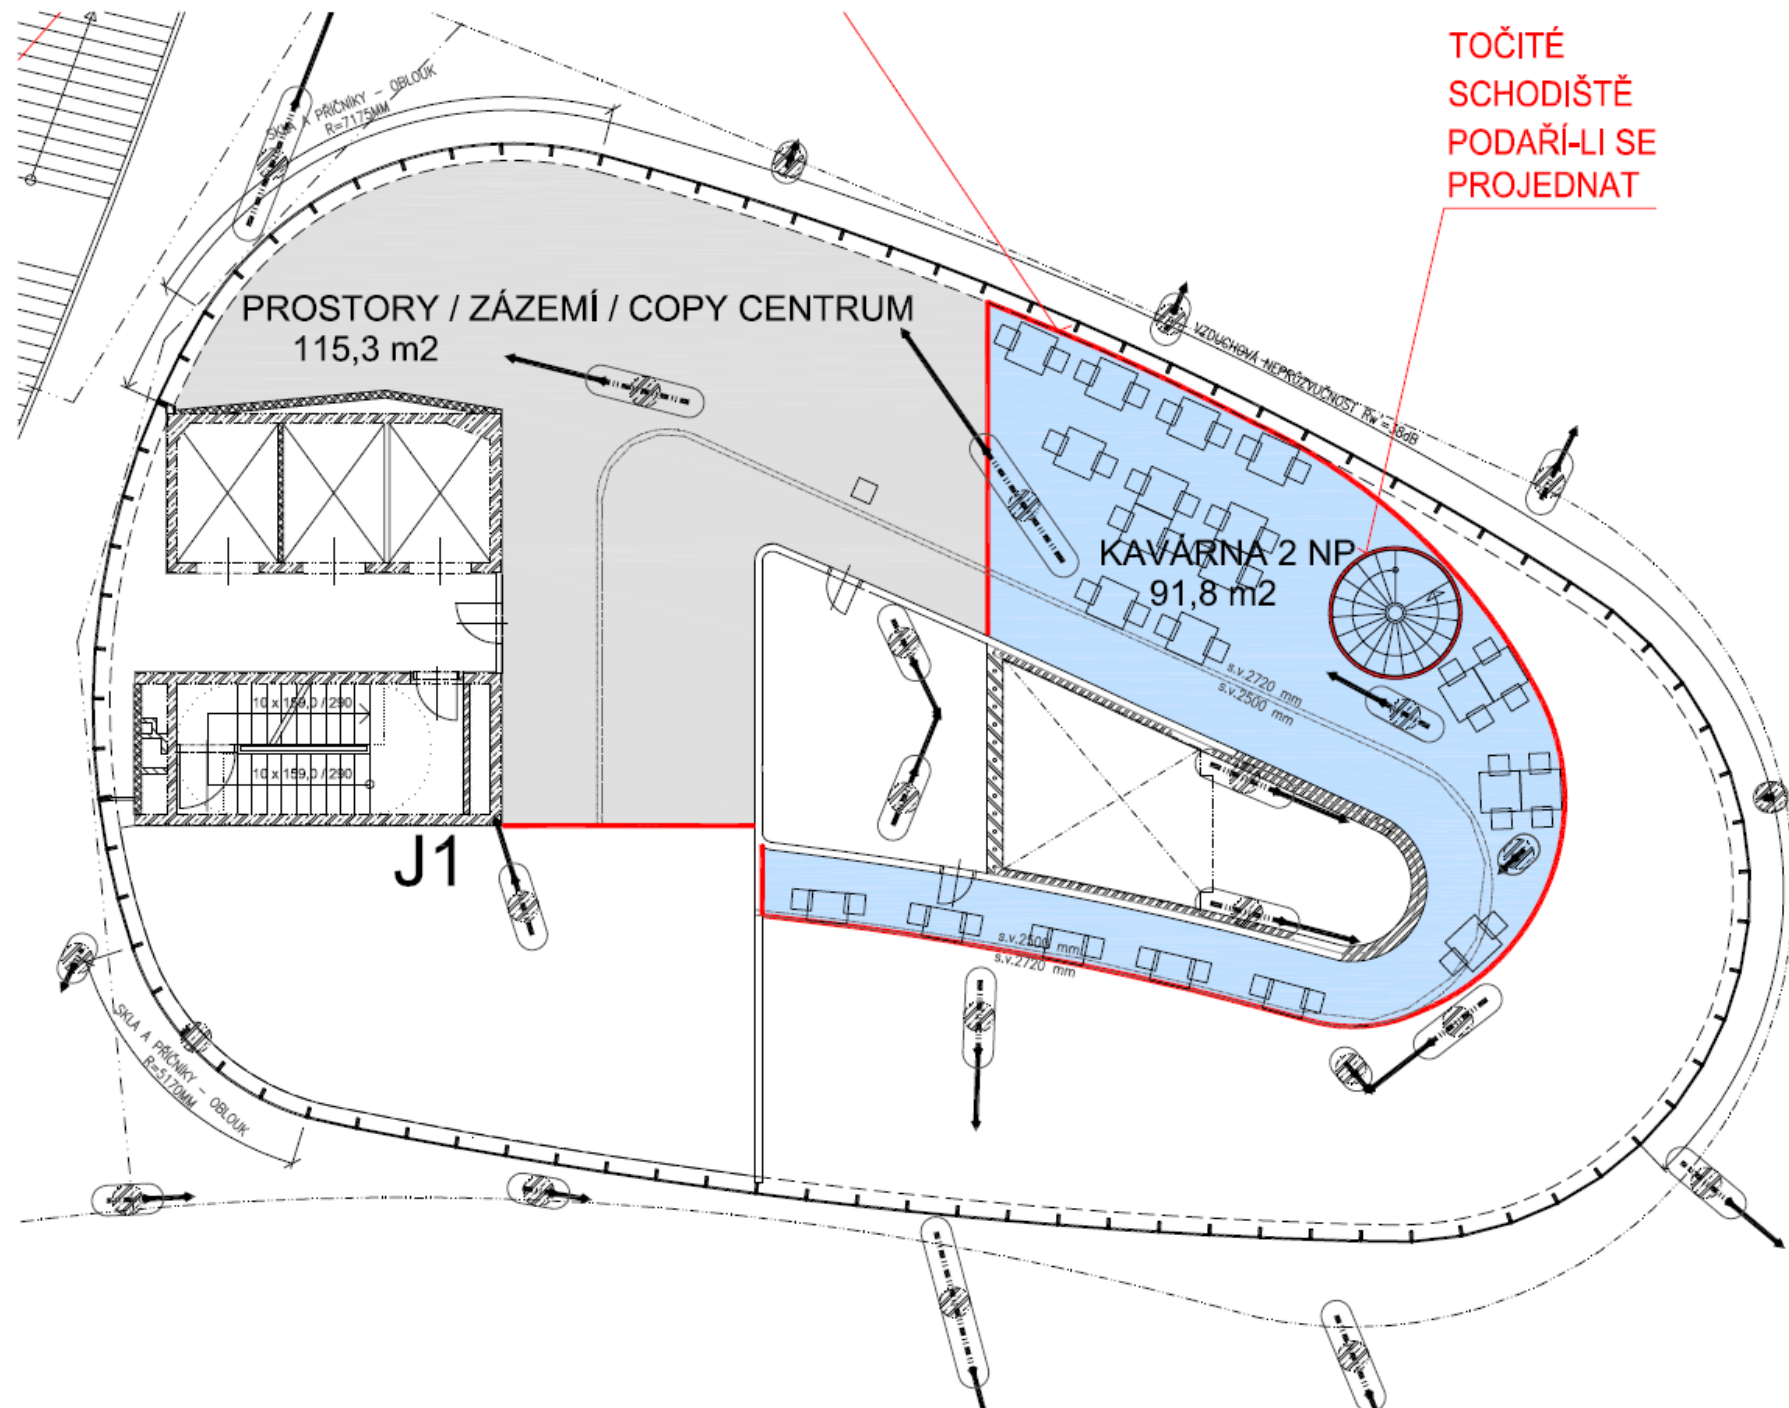 TOČITÉ
SCHODIŠTĚ
PODAŘÍ-LI SE
PROJEDNAT
SKLA A PŘÍČNÍKY - OBLOUK
R=7175MM
PROSTORY / ZÁZEMÍ / COPY CENTRUM
115,3 m2
VZDUCHOVÁ NEPRŮZVUČNOST Rw =38dB
KAVÁRNA 2 NP
91,8 m2
s.v.2720 mm
s.v.2500 mm
10 x 159,0 / 290
10 x 159,0 / 290
J1
s.v.2500 mm
s.v.2720 mm
SKLA A PŘÍČNÍKY - OBLOUK
R=5170MM